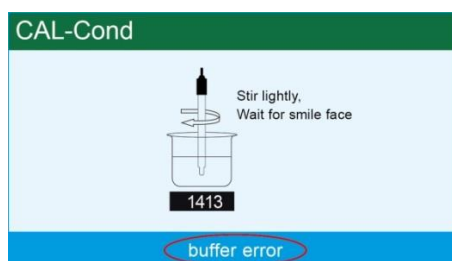 CAL-Cond
Stir lightly,
Wait for smile face
1413
buffer error